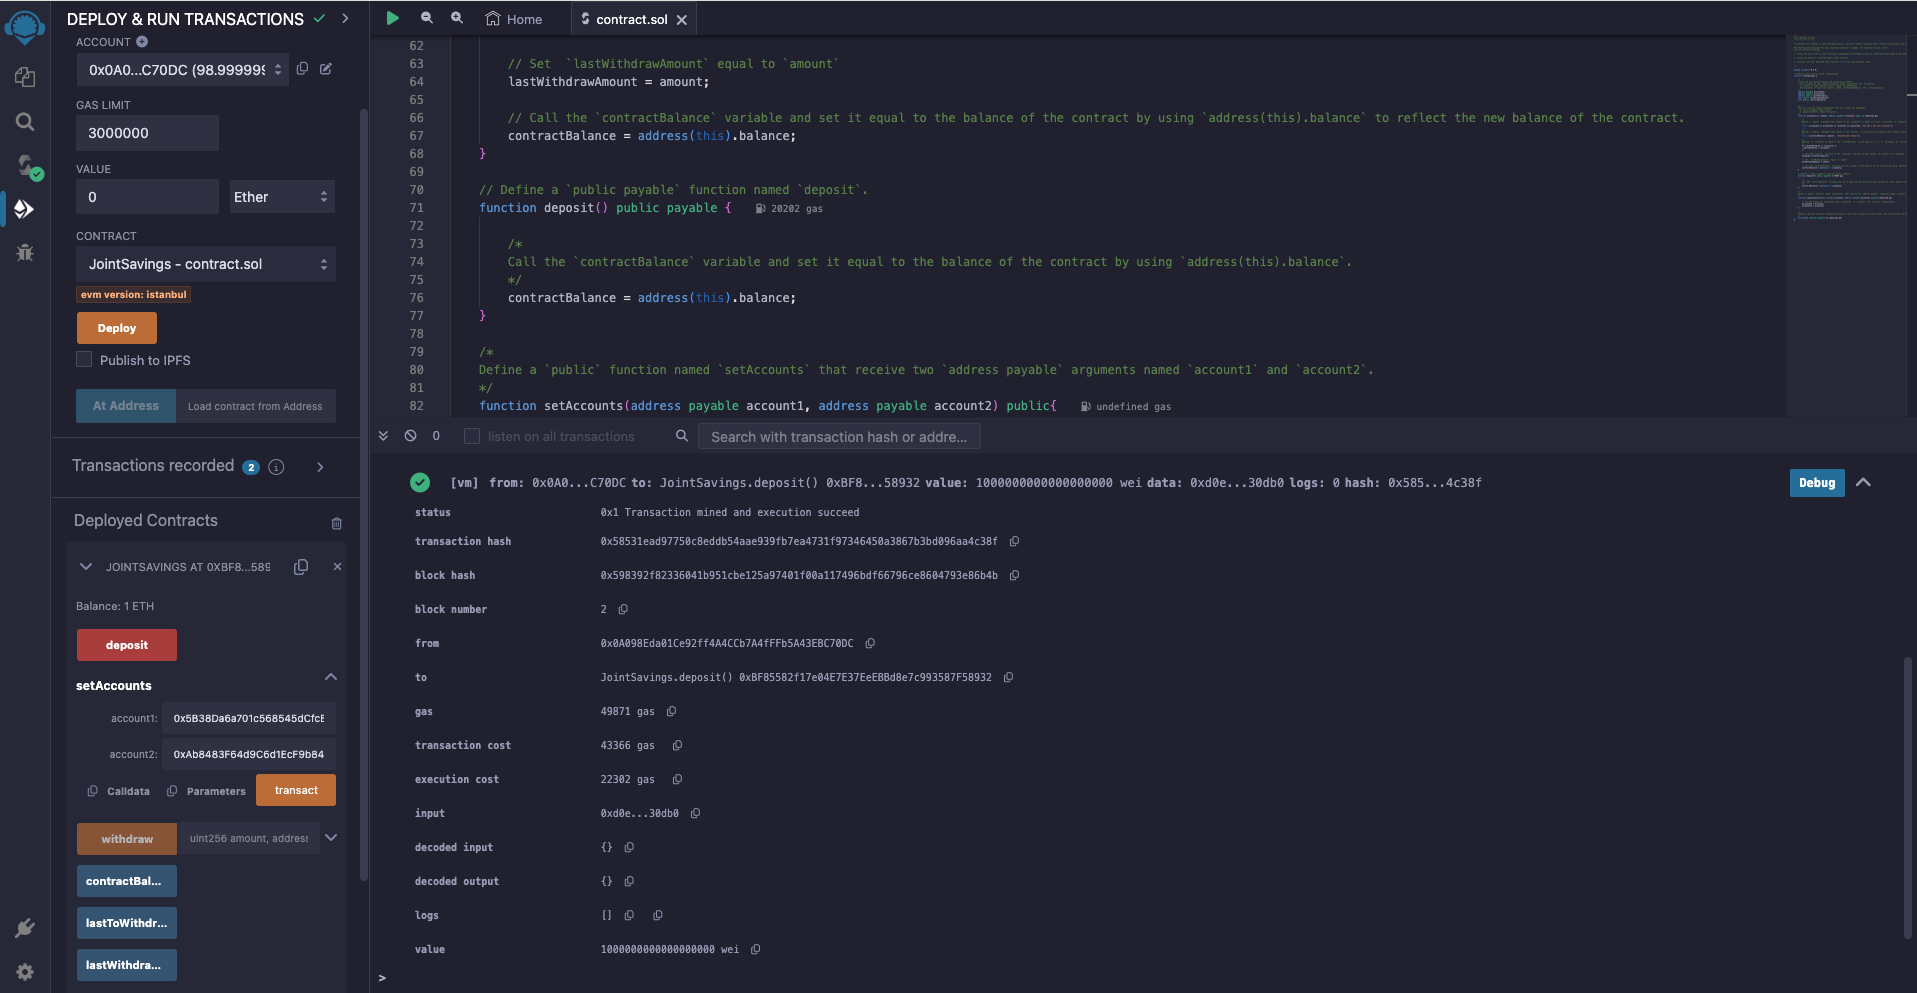 DEPLOY & RUN TRANSACTIONS
ACCOUNT
0x0A0...C70DC (98.999999
GAS LIMIT
3000000
VALUE
0
Ether
CONTRACT
JointSavings - contract.sol
evm version: istanbul
Deploy
Publish to IPFS
At Address
Load contract from Address
Transactions recorded 2 i
Deployed Contracts
JOINTSAVINGS AT 0XBF8...589
Balance: 1 ETH
deposit
setAccounts
account1: 0x5B38Da6a701c568545dCfcB
account2: 0xAb8483F64d9C6d1EcF9b84
Calldata
Parameters
transact
withdraw
uint256 amount, address
contractBal...
lastToWithdr...
lastWithdra...
Home
contract.sol
62
63 // Set `lastWithdrawAmount` equal to `amount`
64 lastWithdrawAmount = amount;
65
66 // Call the `contractBalance` variable and set it equal to the balance of the contract by using `address(this).balance` to reflect the new balance of the contract.
67 contractBalance = address(this).balance;
68 }
69
70 // Define a `public payable` function named `deposit`.
71 function deposit() public payable { 20202 gas
72
73 /*
74 Call the `contractBalance` variable and set it equal to the balance of the contract by using `address(this).balance`.
75 */
76 contractBalance = address(this).balance;
77 }
78
79 /*
80 Define a `public` function named `setAccounts` that receive two `address payable` arguments named `account1` and `account2`.
81 */
82 function setAccounts(address payable account1, address payable account2) public{ undefined gas
0
listen on all transactions
Search with transaction hash or addre...
[vm] from: 0x0A0...C70DC to: JointSavings.deposit() 0xBF8...58932 value: 1000000000000000000 wei data: 0xd0e...30db0 logs: 0 hash: 0x585...4c38f
Debug
status 0x1 Transaction mined and execution succeed
transaction hash 0x58531ead97750c8eddb54aae939fb7ea4731f97346450a3867b3bd096aa4c38f
block hash 0x598392f82336041b951cbe125a97401f00a117496bdf66796ce8604793e86b4b
block number 2
from 0x0A098Eda01Ce92ff4A4CCb7A4fFFb5A43EBC70DC
to JointSavings.deposit() 0xBF85582f17e04E7E37EeEBBd8e7c993587F58932
gas 49871 gas
transaction cost 43366 gas
execution cost 22302 gas
input 0xd0e...30db0
decoded input {}
decoded output {}
logs []
value 1000000000000000000 wei
>